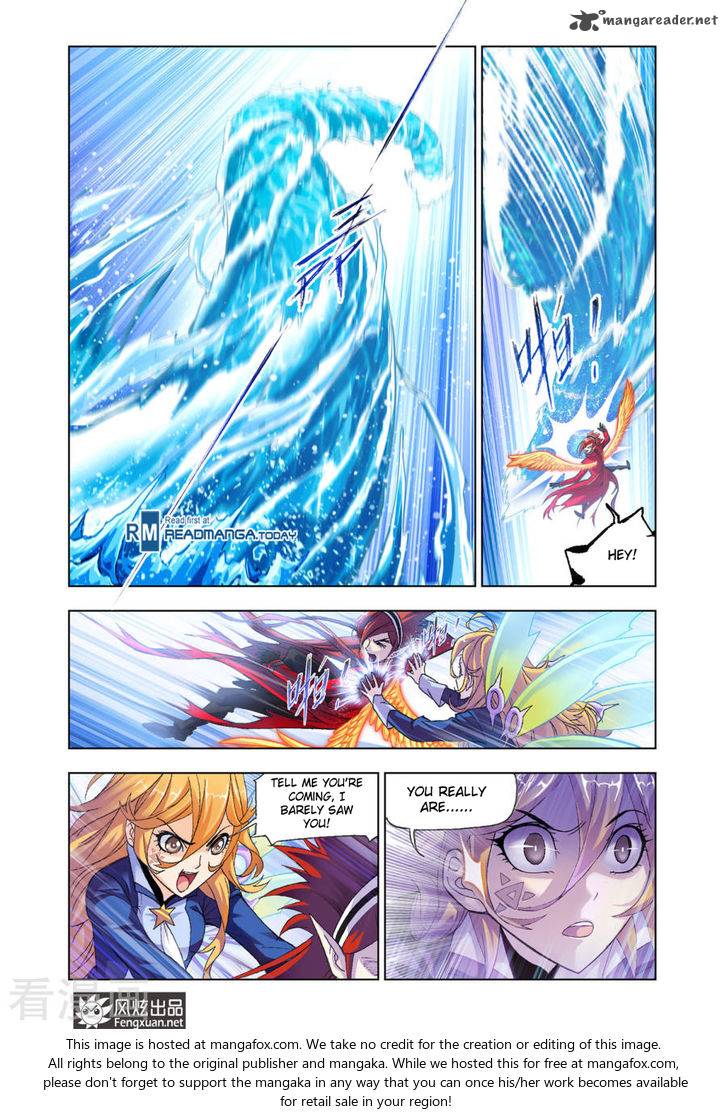 mangareader.net
啪！
HEY!
R M Read first at
READMANGA.TODAY
啪！
啪！
TELL ME YOU'RE
COMING, I
BARELY SAW
YOU!
YOU REALLY
ARE......
看漫画
风炫出品
Fengxuan.net
This image is hosted at mangafox.com. We take no credit for the creation or editing of this image.
All rights belong to the original publisher and mangaka. While we hosted this for free at mangafox.com,
please don't forget to support the mangaka in any way that you can once his/her work becomes available
for retail sale in your region!